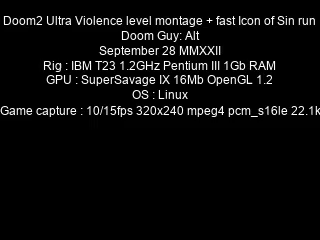 Doom2 Ultra Violence level montage + fast Icon of Sin run
Doom Guy: Alt
September 28 MMXXII
Rig : IBM T23 1.2GHz Pentium III 1Gb RAM
GPU : SuperSavage IX 16Mb OpenGL 1.2
OS : Linux
Game capture : 10/15fps 320x240 mpeg4 pcm_s16le 22.1k